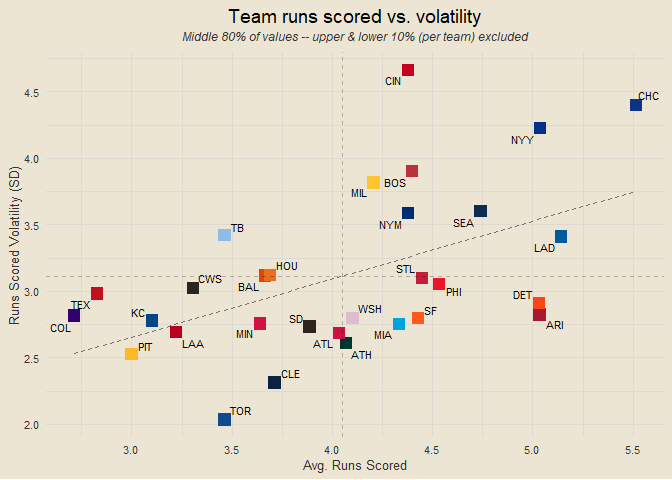 Team runs scored vs. volatility
Middle 80% of values -- upper & lower 10% (per team) excluded
CIN
CHC
4.5
NYY
4.0
BOS
MIL
Runs Scored Volatility (SD)
3.5
NYM
SEA
TB
LAD
STL
HOU
CWS
BAL
PHI
3.0
TEX
DET
KC
COL
SD
WSH
SF
ARI
MIN
MIA
PIT
LAA
ATL
ATH
2.5
CLE
TOR
2.0
3.0 3.5 4.0 4.5 5.0 5.5
Avg. Runs Scored